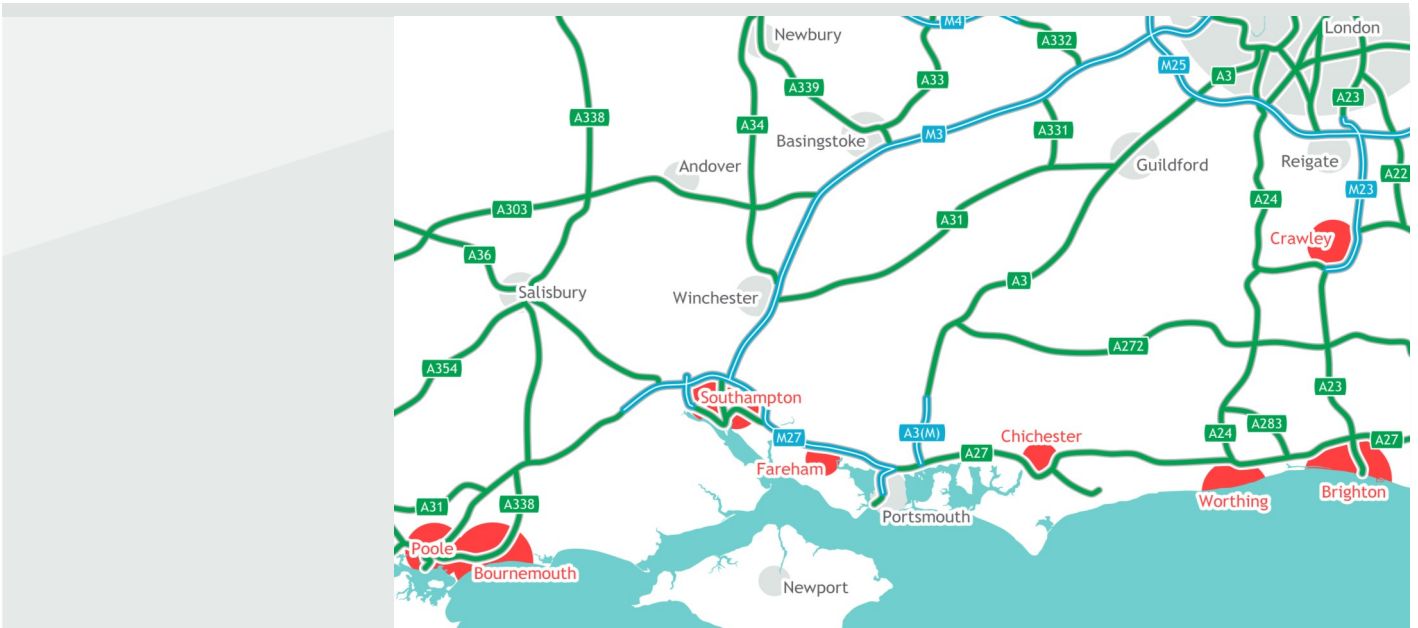 M4
London
Newbury
A332
M25
A3
A33
A339
A23
A338
A34
A331
M3
Basingstoke
Reigate
Andover
Guildford
A22
M23
A24
A303
A31
Crawley
A36
A3
Salisbury
Winchester
A272
A354
A23
Southampton
A283
A24
A3(M)
Chichester
M27
A27
A27
Fareham
Brighton
Worthing
A31
A338
Portsmouth
Poole
Bournemouth
Newport